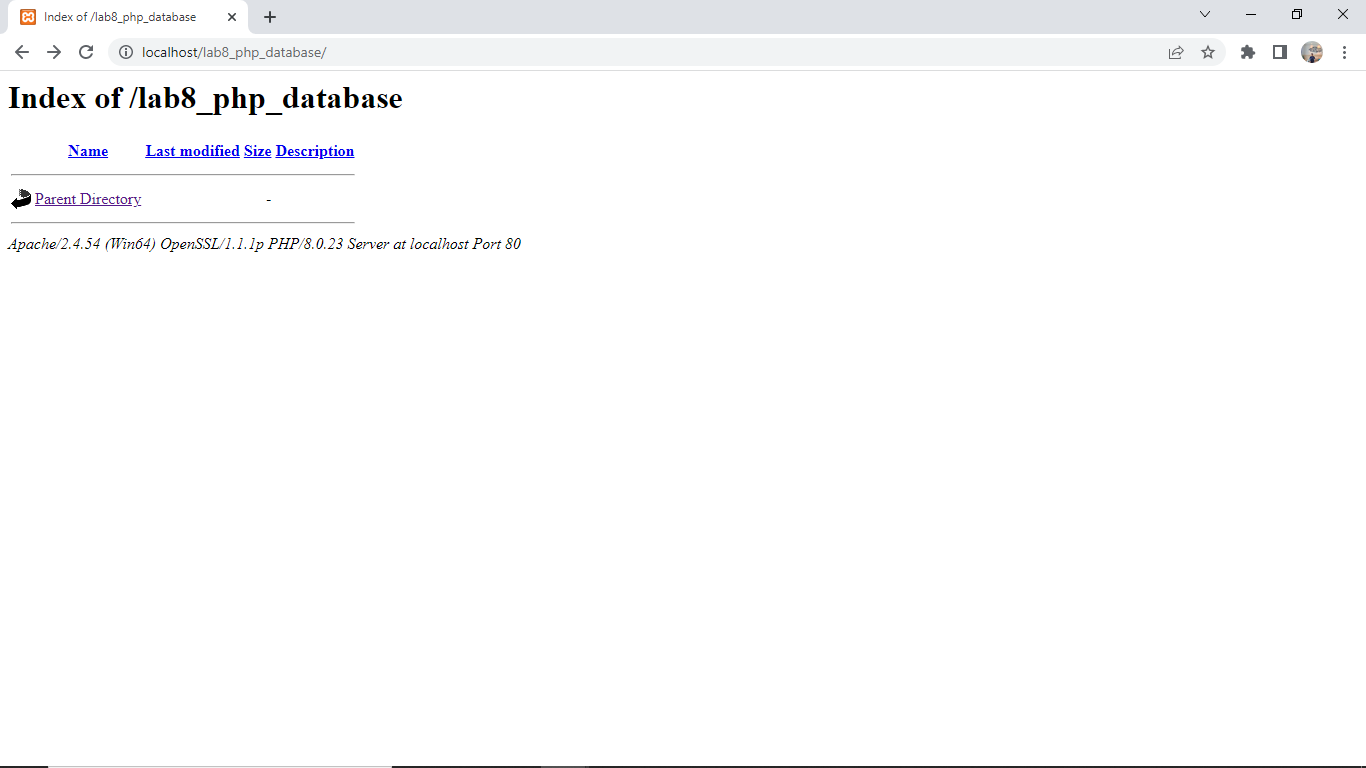 Index of /lab8_php_database
localhost/lab8_php_database/
Index of /lab8_php_database
Name Last modified Size Description
Parent Directory -
Apache/2.4.54 (Win64) OpenSSL/1.1.1p PHP/8.0.23 Server at localhost Port 80